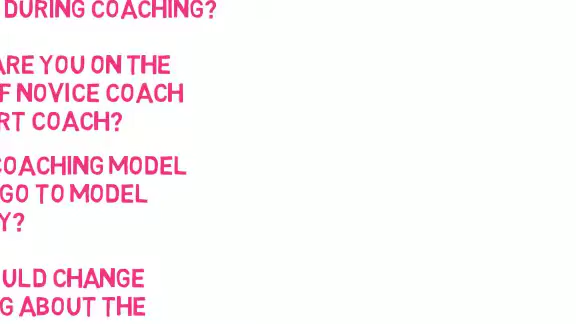 DURING COACHING?
ARE YOU ON THE
F NOVICE COACH
RT COACH?
COACHING MODEL
GO TO MODEL
Y?
ULD CHANGE
G ABOUT THE